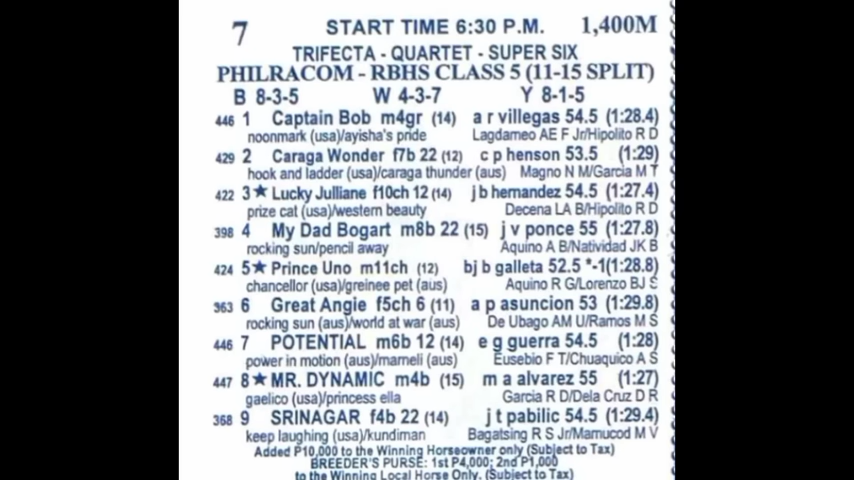 7 START TIME 6:30 P.M. 1,400M
TRIFECTA - QUARTET - SUPER SIX
PHILRACOM - RBHS CLASS 5 (11-15 SPLIT)
B 8-3-5 W 4-3-7 Y 8-1-5
446 1 Captain Bob m4gr (14) a r villegas 54.5 (1:28.4)
noonmark (usa)/ayisha's pride Lagdameo AE F Jr/Hipolito R D
429 2 Caraga Wonder f7b 22 (12) c p henson 53.5 (1:29)
hook and ladder (usa)/caraga thunder (aus) Magno N M/Garcia M T
422 3★ Lucky Julliane f10ch 12 (14) j b hernandez 54.5 (1:27.4)
prize cat (usa)/western beauty Decena LA B/Hipolito R D
398 4 My Dad Bogart m8b 22 (15) j v ponce 55 (1:27.8)
rocking sun/pencil away Aquino A B/Natividad JK B
424 5★ Prince Uno m11ch (12) bj b galleta 52.5 *-1(1:28.8)
chancellor (usa)/greinee pet (aus) Aquino R G/Lorenzo BJ S
363 6 Great Angie f5ch 6 (11) a p asuncion 53 (1:29.8)
rocking sun (aus)/world at war (aus) De Ubago AM U/Ramos M S
446 7 POTENTIAL m6b 12 (14) e g guerra 54.5 (1:28)
power in motion (aus)/marneli (aus) Eusebio F T/Chuaquico A S
447 8★ MR. DYNAMIC m4b (15) m a alvarez 55 (1:27)
gaelico (usa)/princess ella Garcia R D/Dela Cruz D R
368 9 SRINAGAR f4b 22 (14) j t pabilic 54.5 (1:29.4)
keep laughing (usa)/kundiman Bagatsing R S Jr/Mamucod M V
Added P10,000 to the Winning Horseowner only (Subject to Tax)
BREEDER'S PURSE: 1st P4,000; 2nd P1,000
to the Winning Local Horse Only. (Subject to Tax)